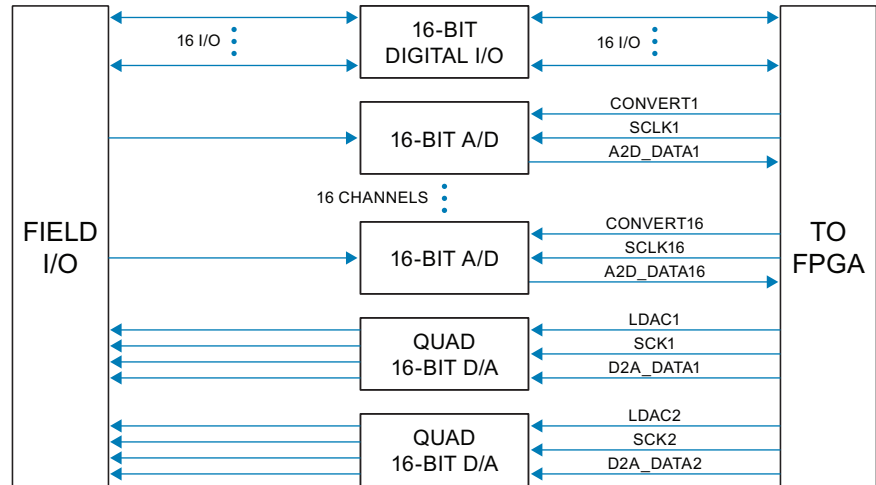 16 I/O
16-BIT
DIGITAL I/O
16 I/O
CONVERT1
SCLK1
A2D_DATA1
16-BIT A/D
16 CHANNELS
FIELD
I/O
TO
FPGA
CONVERT16
SCLK16
A2D_DATA16
16-BIT A/D
LDAC1
SCK1
D2A_DATA1
QUAD
16-BIT D/A
LDAC2
SCK2
D2A_DATA2
QUAD
16-BIT D/A